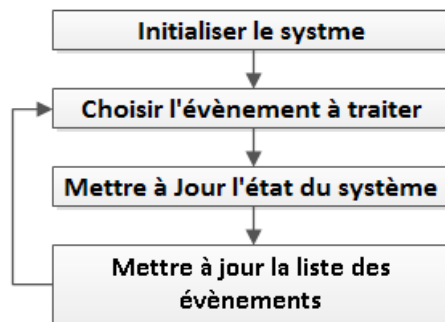 Initialiser le systme
Choisir l'évènement à traiter
Mettre à Jour l'état du système
Mettre à jour la liste des
évènements